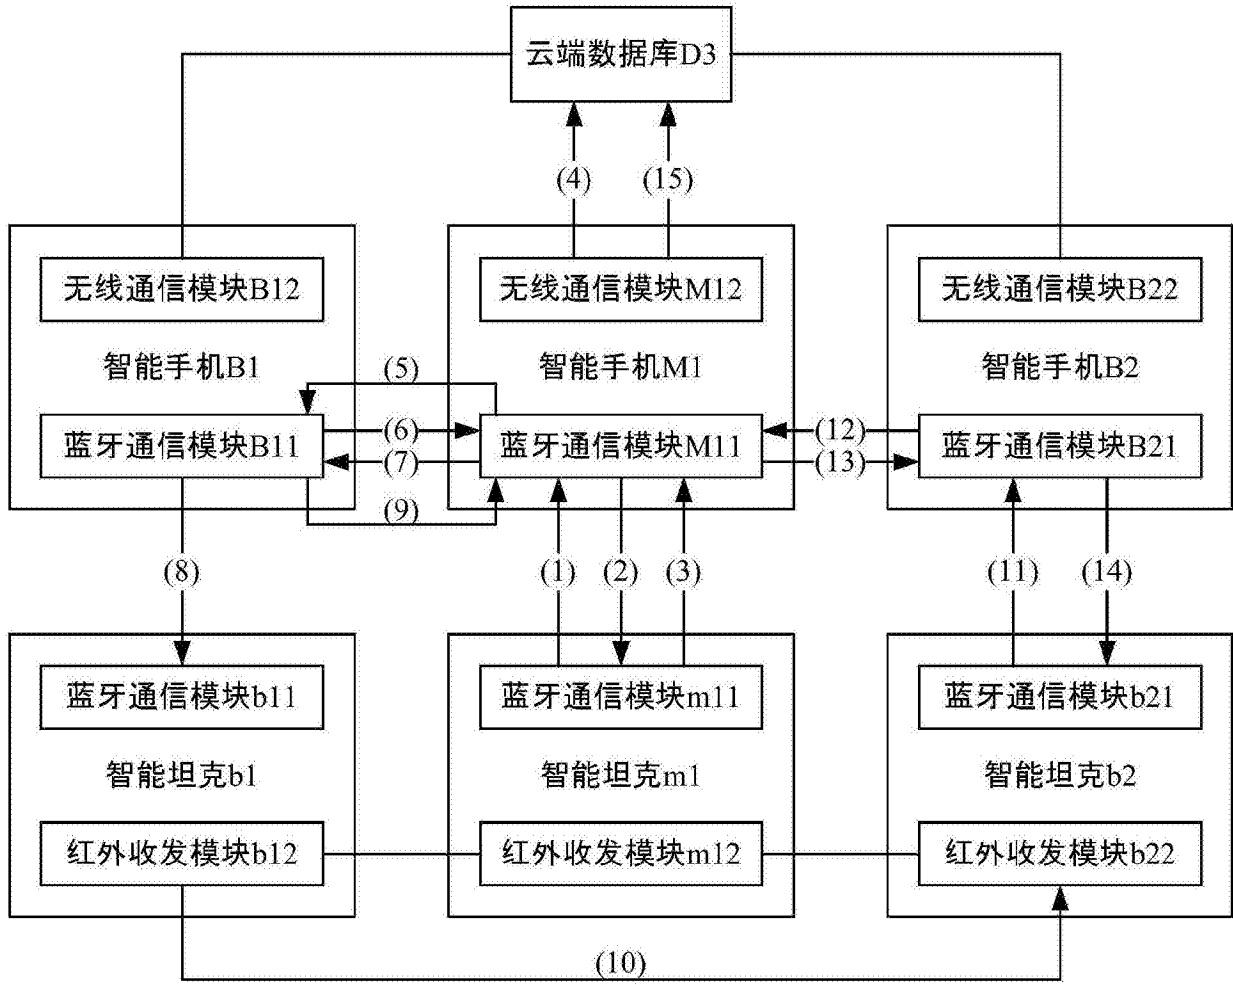 云端数据库D3
(4)
(15)
无线通信模块B12
无线通信模块M12
无线通信模块B22
智能手机B1
(5)
智能手机M1
智能手机B2
蓝牙通信模块B11
(6)
(7)
蓝牙通信模块M11
(12)
(13)
蓝牙通信模块B21
(9)
(8)
(1)
(2)
(3)
(11)
(14)
蓝牙通信模块b11
蓝牙通信模块m11
蓝牙通信模块b21
智能坦克b1
智能坦克m1
智能坦克b2
红外收发模块b12
红外收发模块m12
红外收发模块b22
(10)